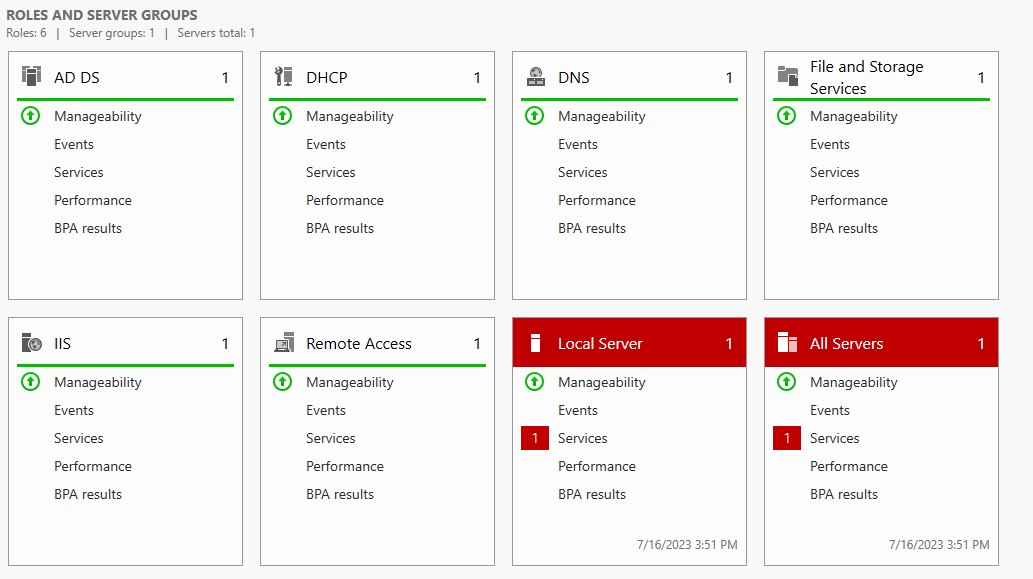 ROLES AND SERVER GROUPS
Roles: 6 | Server groups: 1 | Servers total: 1
AD DS 1
Manageability
Events
Services
Performance
BPA results
DHCP 1
Manageability
Events
Services
Performance
BPA results
DNS 1
Manageability
Events
Services
Performance
BPA results
File and Storage
Services 1
Manageability
Events
Services
Performance
BPA results
IIS 1
Manageability
Events
Services
Performance
BPA results
Remote Access 1
Manageability
Events
Services
Performance
BPA results
Local Server 1
Manageability
Events
1 Services
Performance
BPA results
7/16/2023 3:51 PM
All Servers 1
Manageability
Events
1 Services
Performance
BPA results
7/16/2023 3:51 PM